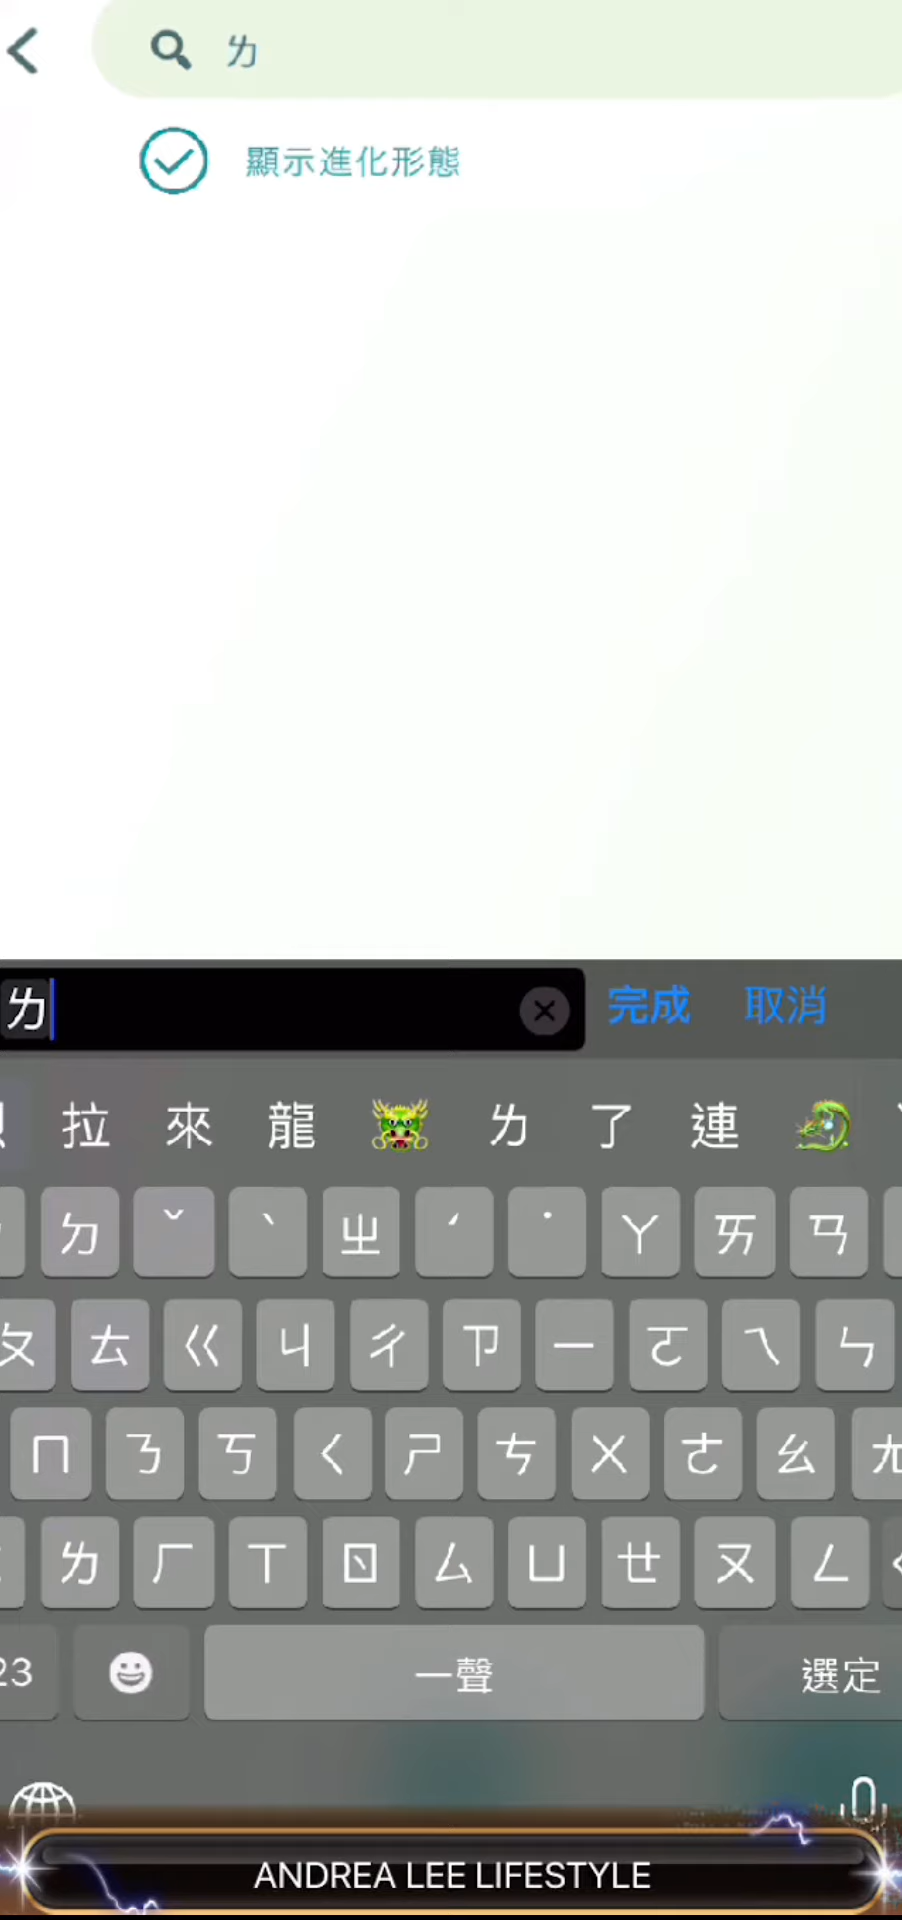 ㄌ
顯示進化形態
ㄌ 完成 取消
拉 來 龍 ㄌ 了 連
ㄉ ˇ ˋ ㄓ ˊ ˙ ㄚ ㄞ ㄢ
ㄆ ㄊ ㄍ ㄐ ㄔ ㄗ ㄧ ㄛ ㄟ ㄣ
ㄇ ㄋ ㄎ ㄑ ㄕ ㄘ ㄨ ㄜ ㄠ ㄤ
ㄌ ㄏ ㄒ ㄖ ㄙ ㄩ ㄝ ㄡ ㄥ
23 一聲 選定
ANDREA LEE LIFESTYLE